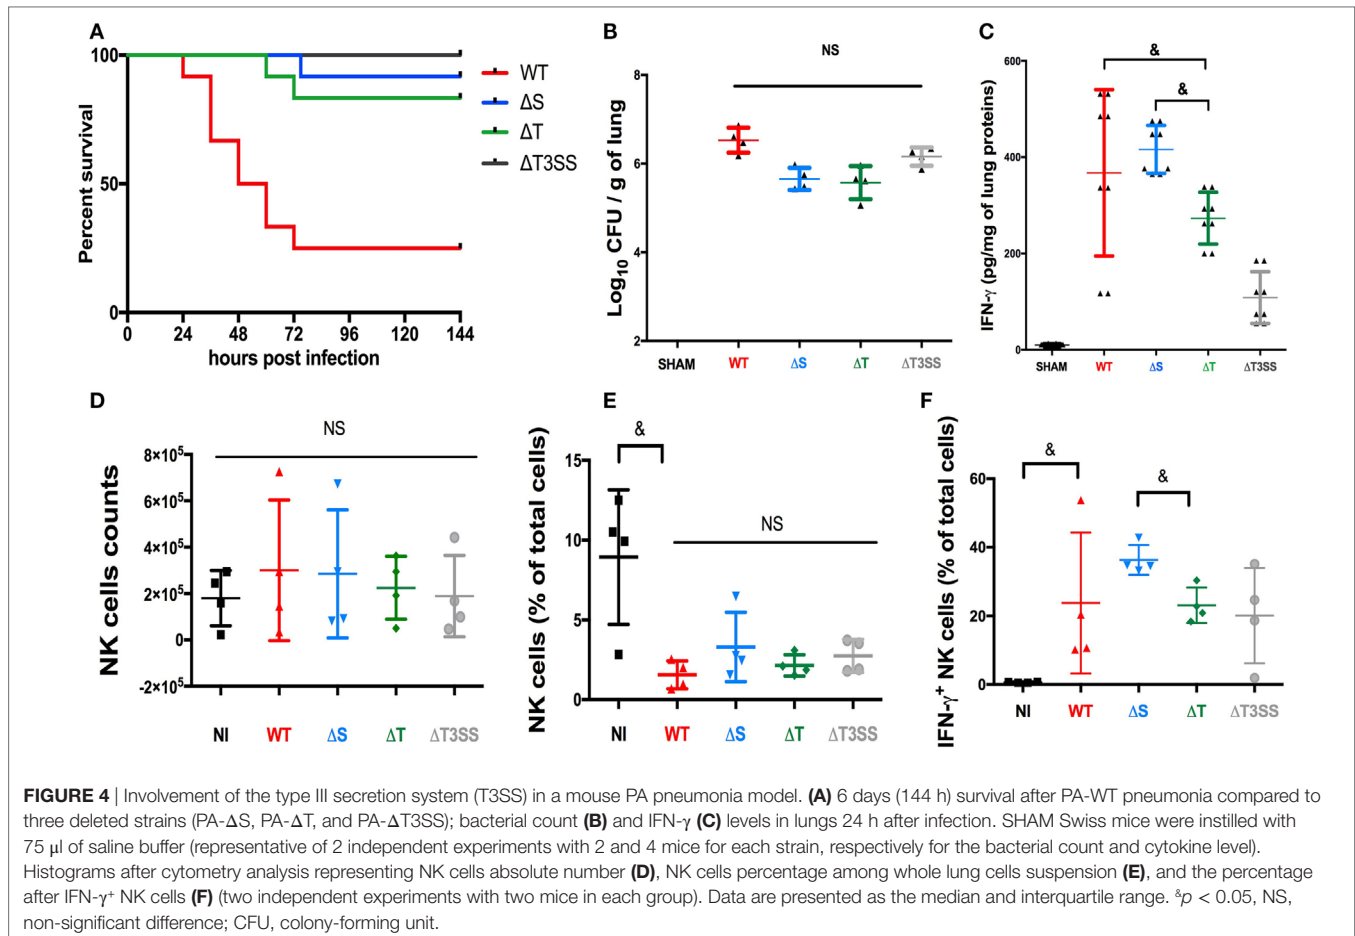 A
Percent survival
100
50
0
0 24 48 72 96 120 144
hours post infection
WT
ΔS
ΔT
ΔT3SS
B
NS
Log₁₀ CFU / g of lung
8
6
4
2
SHAM WT ΔS ΔT ΔT3SS
C
&
&
IFN-γ (pg/mg of lung proteins)
600
400
200
0
SHAM WT ΔS ΔT ΔT3SS
D
NS
NK cells counts
8×10⁵
6×10⁵
4×10⁵
2×10⁵
0
-2×10⁵
NI WT ΔS ΔT ΔT3SS
E
&
NS
NK cells (% of total cells)
15
10
5
0
NI WT ΔS ΔT ΔT3SS
F
&
&
IFN-γ⁺ NK cells (% of total cells)
60
40
20
0
NI WT ΔS ΔT ΔT3SS
FIGURE 4 | Involvement of the type III secretion system (T3SS) in a mouse PA pneumonia model. (A) 6 days (144 h) survival after PA-WT pneumonia compared to
three deleted strains (PA-ΔS, PA-ΔT, and PA-ΔT3SS); bacterial count (B) and IFN-γ (C) levels in lungs 24 h after infection. SHAM Swiss mice were instilled with
75 μl of saline buffer (representative of 2 independent experiments with 2 and 4 mice for each strain, respectively for the bacterial count and cytokine level).
Histograms after cytometry analysis representing NK cells absolute number (D), NK cells percentage among whole lung cells suspension (E), and the percentage
after IFN-γ⁺ NK cells (F) (two independent experiments with two mice in each group). Data are presented as the median and interquartile range. ᵃⁿᵈ&p < 0.05, NS,
non-significant difference; CFU, colony-forming unit.